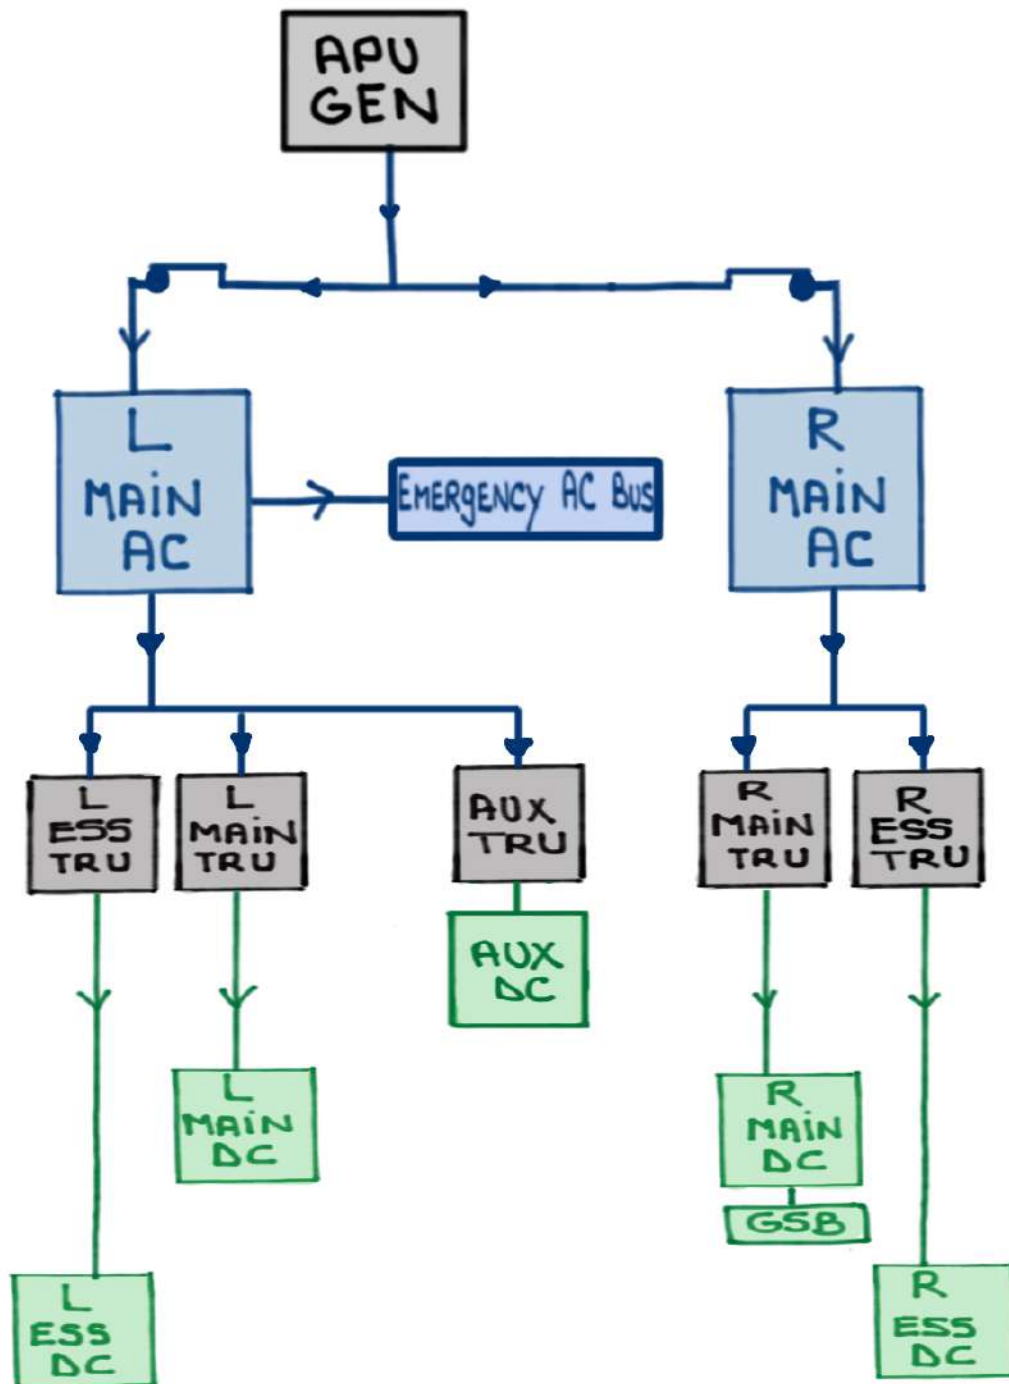 APU
GEN
L
MAIN
AC
EMERGENCY AC BUS
R
MAIN
AC
L
ESS
TRU
L
MAIN
TRU
AUX
TRU
R
MAIN
TRU
R
ESS
TRU
AUX
DC
L
MAIN
DC
R
MAIN
DC
GSB
L
ESS
DC
R
ESS
DC